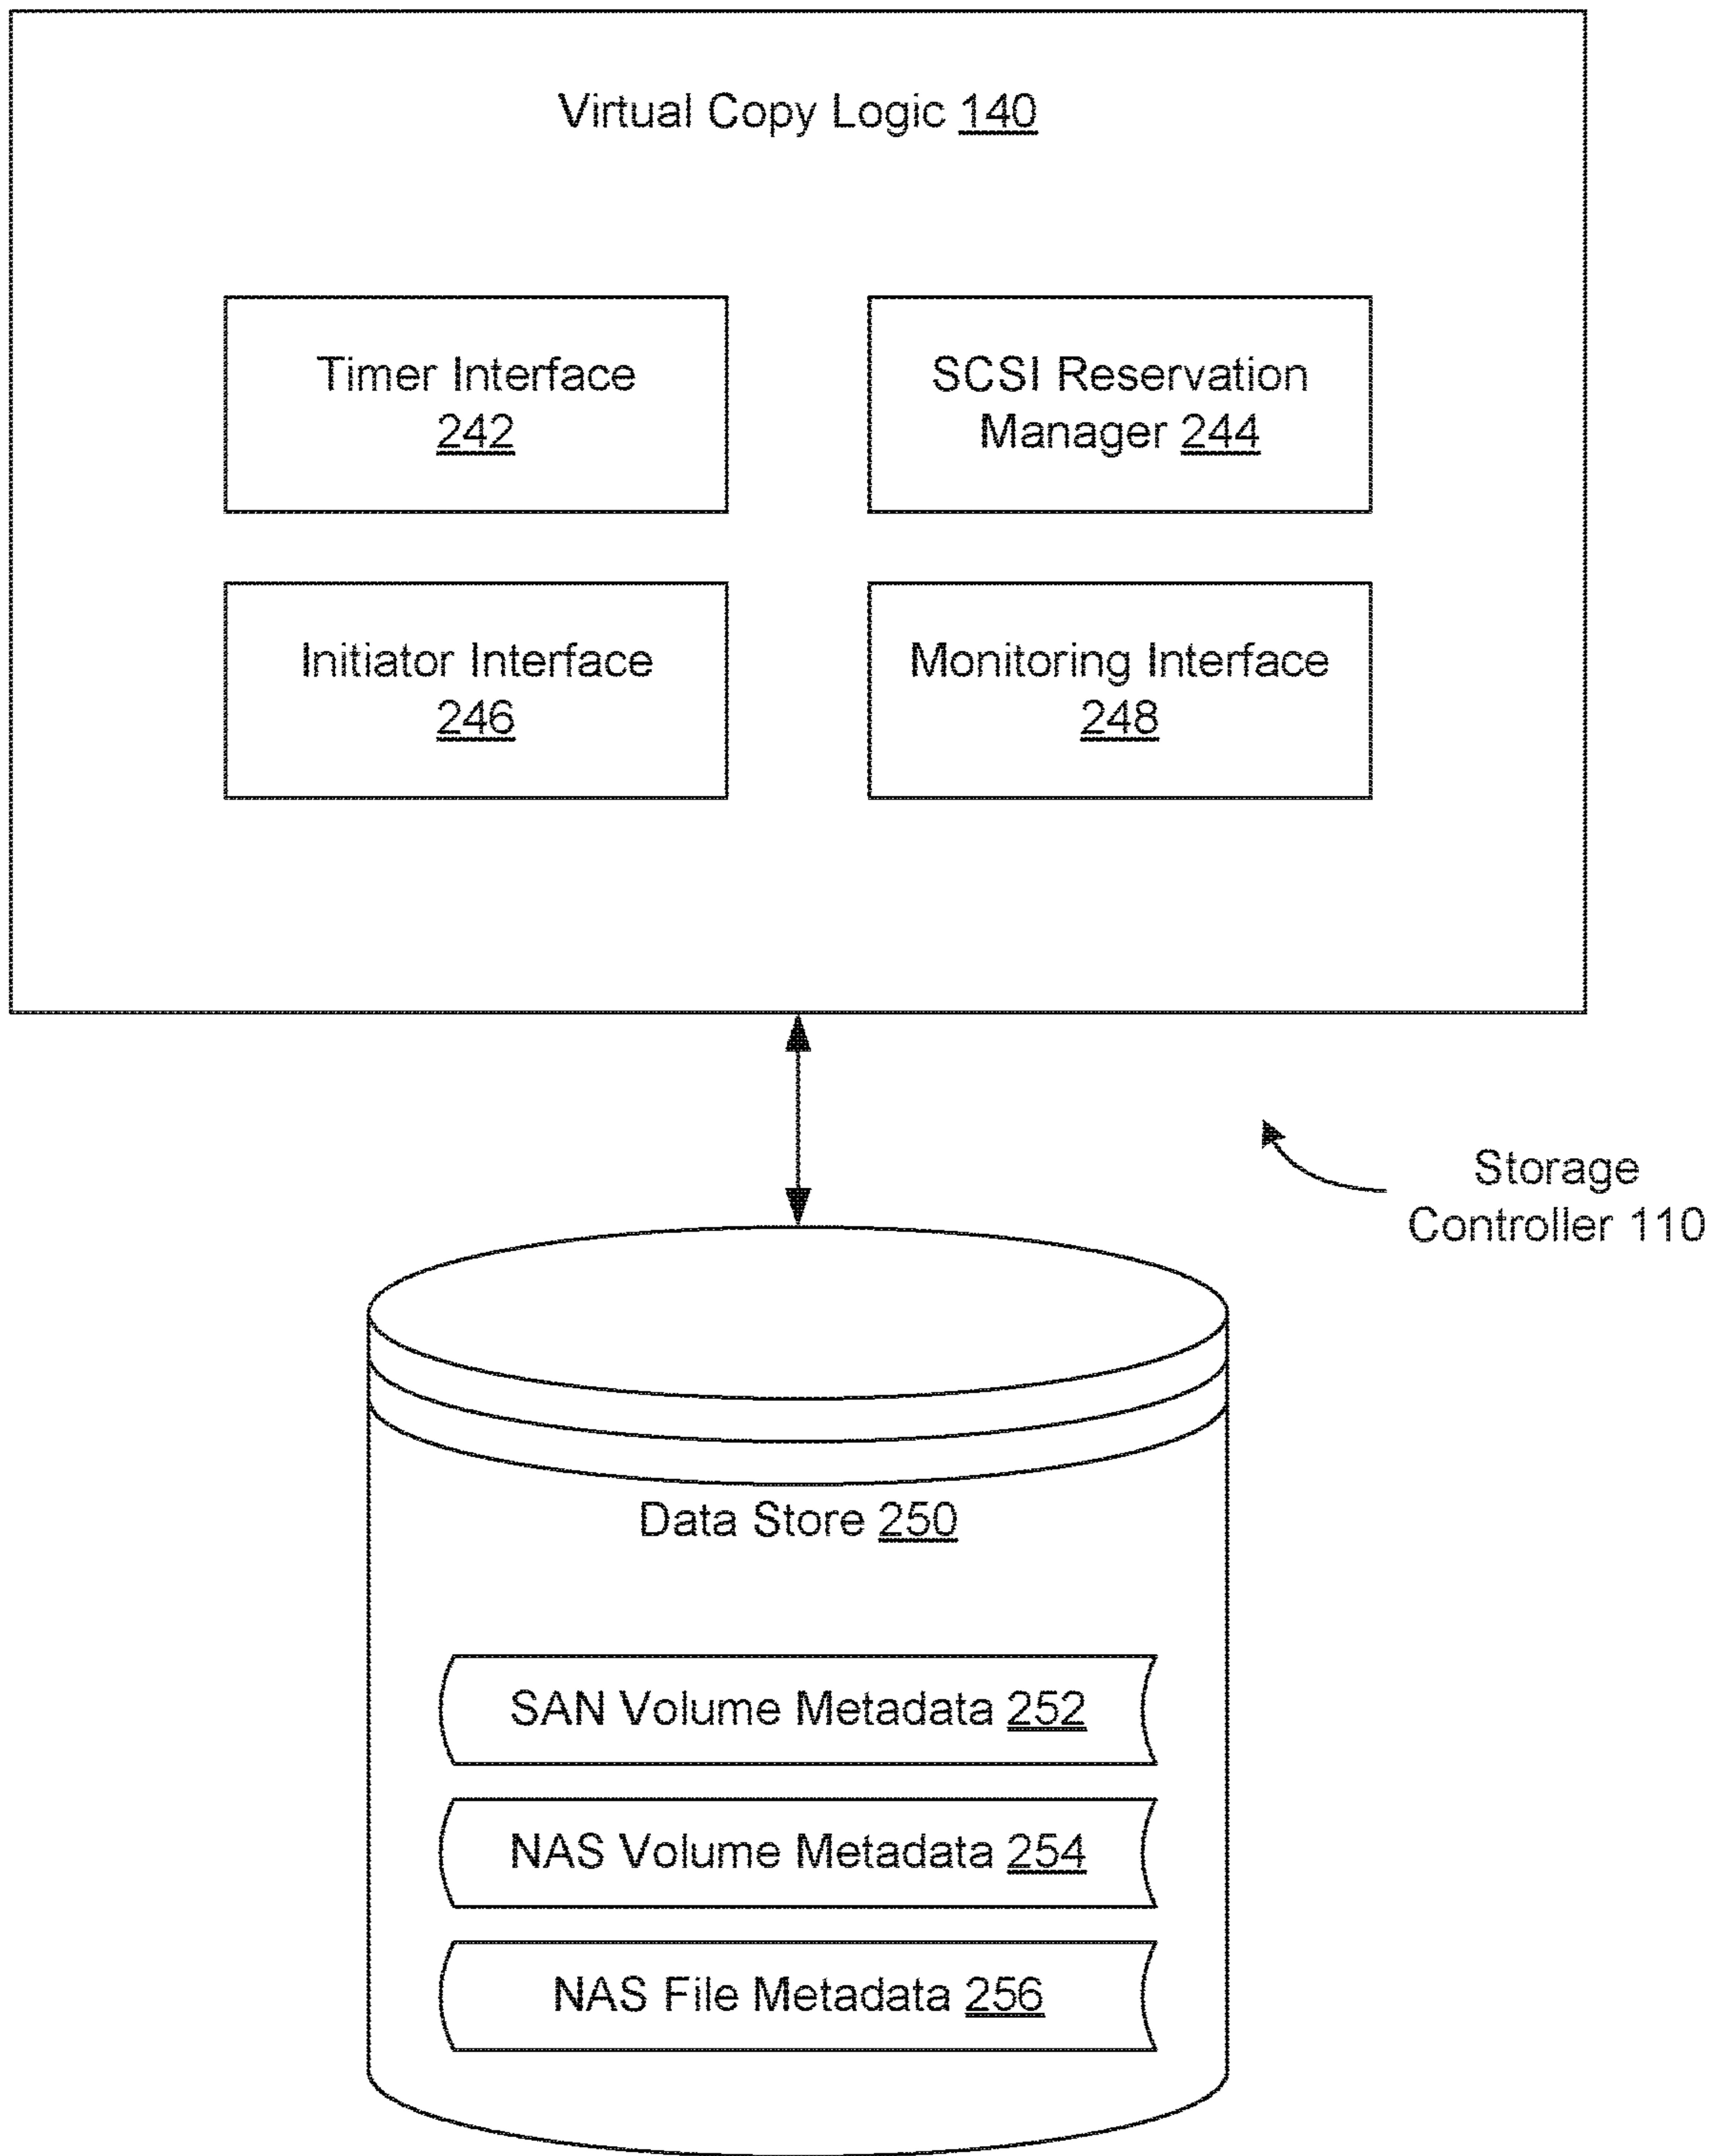 Virtual Copy Logic 140
Timer Interface
242
SCSI Reservation
Manager 244
Initiator Interface
246
Monitoring Interface
248
Storage
Controller 110
Data Store 250
SAN Volume Metadata 252
NAS Volume Metadata 254
NAS File Metadata 256